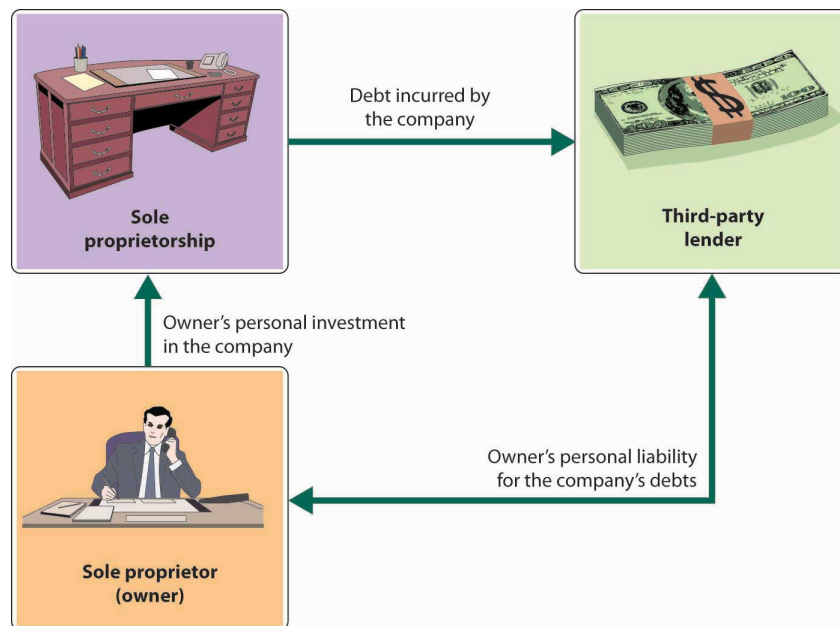 Debt incurred by
the company
Sole
proprietorship
Third-party
lender
Owner’s personal investment
in the company
Owner’s personal liability
for the company’s debts
Sole proprietor
(owner)
$
100